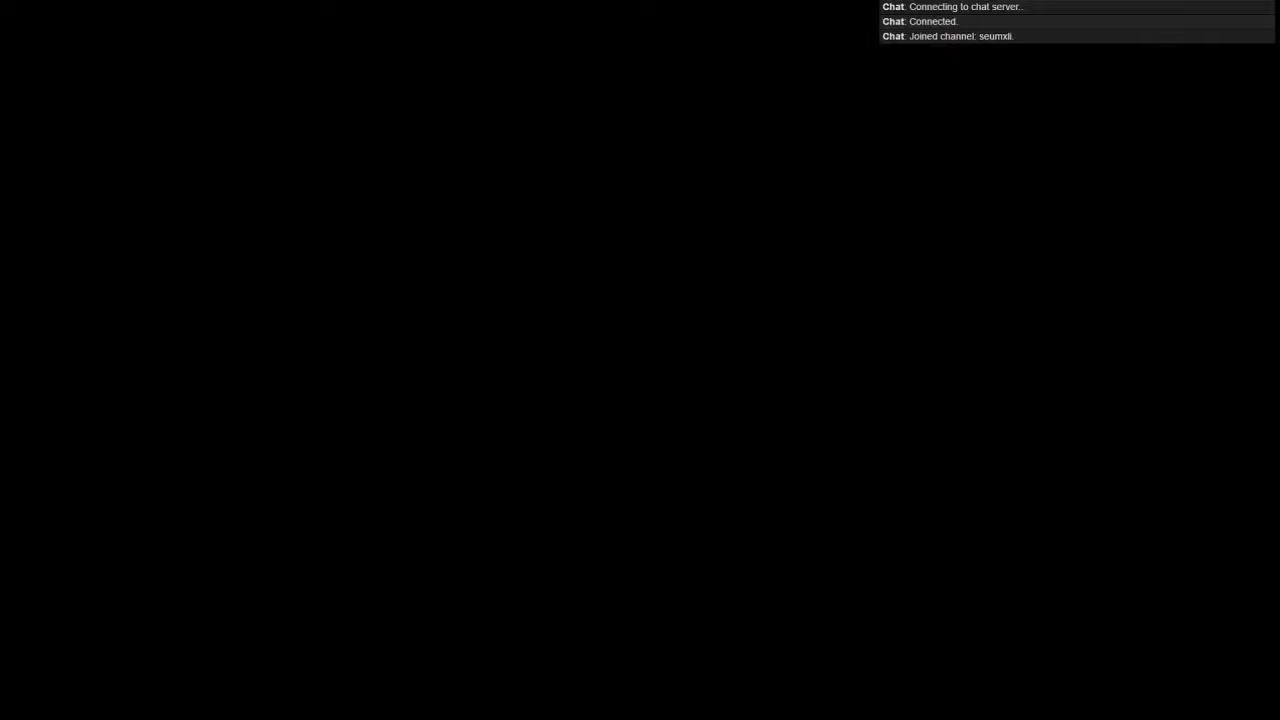 Chat: Connecting to chat server..
Chat: Connected.
Chat: Joined channel: seumxli.